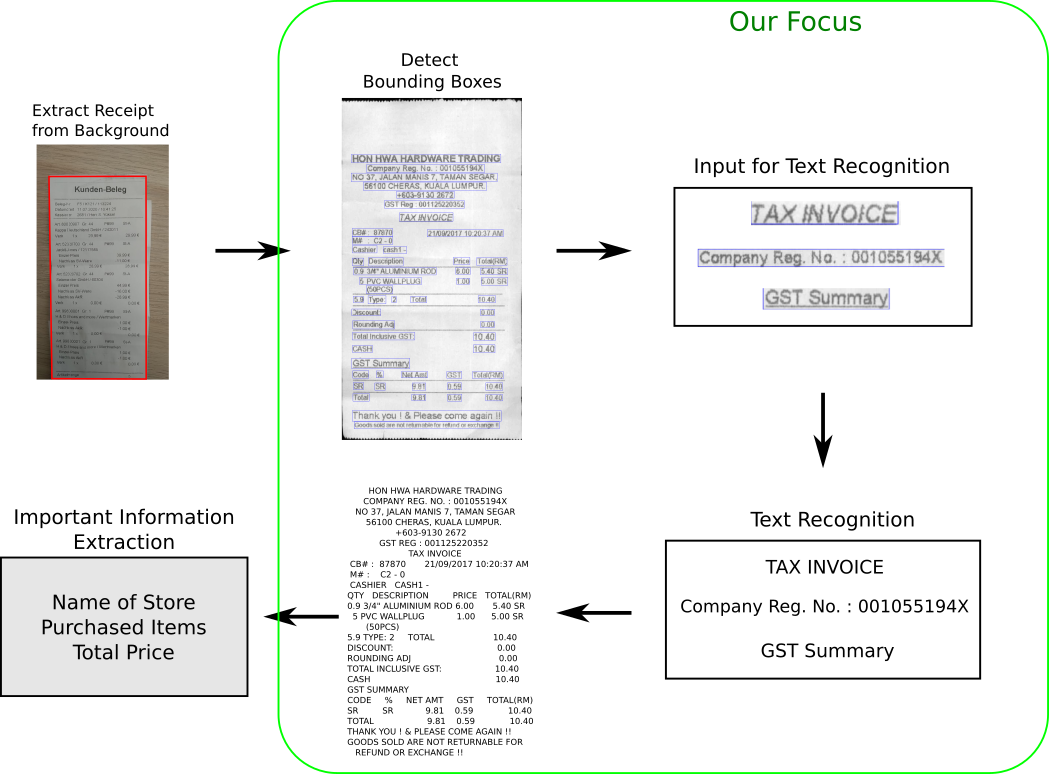 Our Focus
Extract Receipt
from Background
Kunden-Beleg
Detect
Bounding Boxes
HON HWA HARDWARE TRADING
Company Reg. No. : 001055194X
NO 37, JALAN MANIS 7, TAMAN SEGAR,
56100 CHERAS, KUALA LUMPUR.
+603-9130 2672
GST Reg : 001125220352
TAX INVOICE
CB# : 87870 21/09/2017 10:20:37 AM
M# : C2 - 0
Cashier cash1 -
Qty Description Price Total(RM)
0.9 3/4" ALUMINIUM ROD 6.00 5.40 SR
5 PVC WALLPLUG 1.00 5.00 SR
(50PCS)
5.9 Type: 2 Total 10.40
Discount: 0.00
Rounding Adj 0.00
Total Inclusive GST: 10.40
CASH 10.40
GST Summary
Code % Net Amt GST Total(RM)
SR SR 9.81 0.59 10.40
Total 9.81 0.59 10.40
Thank you ! & Please come again !!
Goods sold are not returnable for refund or exchange !!
Input for Text Recognition
TAX INVOICE
Company Reg. No. : 001055194X
GST Summary
Text Recognition
TAX INVOICE
Company Reg. No. : 001055194X
GST Summary
HON HWA HARDWARE TRADING
COMPANY REG. NO. : 001055194X
NO 37, JALAN MANIS 7, TAMAN SEGAR
56100 CHERAS, KUALA LUMPUR.
+603-9130 2672
GST REG : 001125220352
TAX INVOICE
CB# : 87870 21/09/2017 10:20:37 AM
M# : C2 - 0
CASHIER CASH1 -
QTY DESCRIPTION PRICE TOTAL(RM)
0.9 3/4" ALUMINIUM ROD 6.00 5.40 SR
5 PVC WALLPLUG 1.00 5.00 SR
(50PCS)
5.9 TYPE: 2 TOTAL 10.40
DISCOUNT: 0.00
ROUNDING ADJ 0.00
TOTAL INCLUSIVE GST: 10.40
CASH 10.40
GST SUMMARY
CODE % NET AMT GST TOTAL(RM)
SR SR 9.81 0.59 10.40
TOTAL 9.81 0.59 10.40
THANK YOU ! & PLEASE COME AGAIN !!
GOODS SOLD ARE NOT RETURNABLE FOR
REFUND OR EXCHANGE !!
Important Information
Extraction
Name of Store
Purchased Items
Total Price